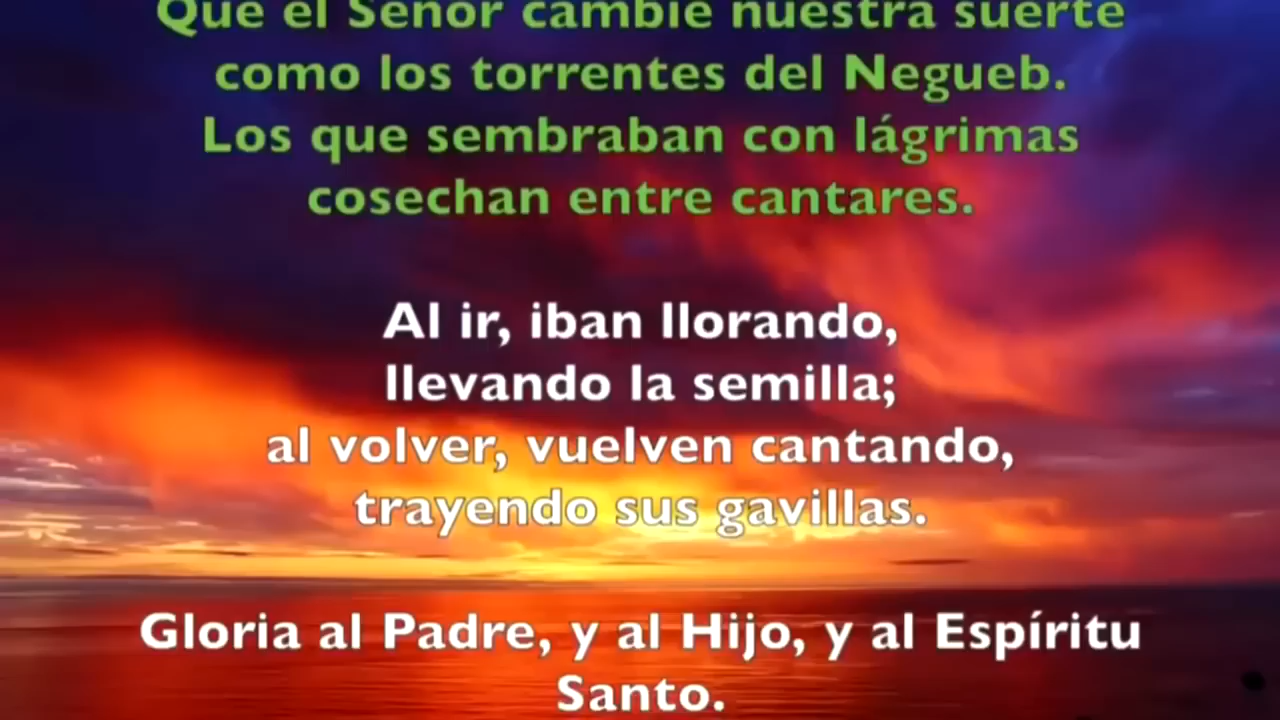 Que el Señor cambie nuestra suerte
como los torrentes del Negueb.
Los que sembraban con lágrimas
cosechan entre cantares.
Al ir, iban llorando,
llevando la semilla;
al volver, vuelven cantando,
trayendo sus gavillas.
Gloria al Padre, y al Hijo, y al Espíritu
Santo.